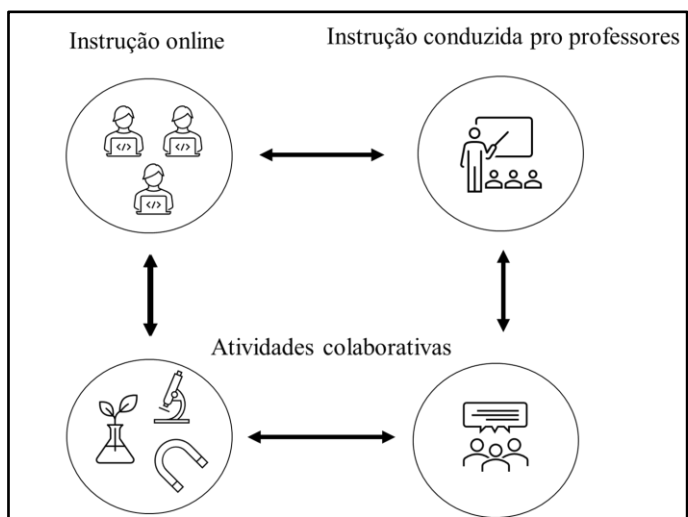 Instrução online
Instrução conduzida pro professores
</>
</>
</>
Atividades colaborativas